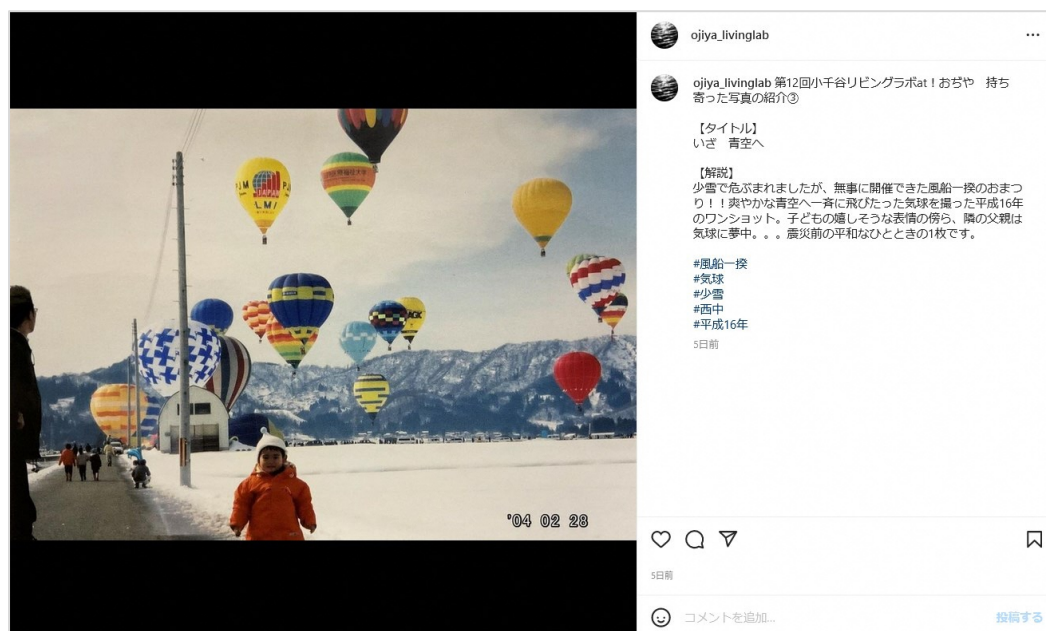 PJM
JAPAN
LMI
PJM
AGK
'04 02 28
ojiya_livinglab
ojiya_livinglab 第12回小千谷リビングラボat！おぢや　持ち
寄った写真の紹介③
【タイトル】
いざ　青空へ
【解説】
少雪で危ぶまれましたが、無事に開催できた風船一揆のおまつ
り！！爽やかな青空へ一斉に飛びたった気球を撮った平成16年
のワンショット。子どもの嬉しそうな表情の傍ら、隣の父親は
気球に夢中。。。震災前の平和なひとときの1枚です。
#風船一揆
#気球
#少雪
#西中
#平成16年
5日前
5日前
コメントを追加...
投稿する